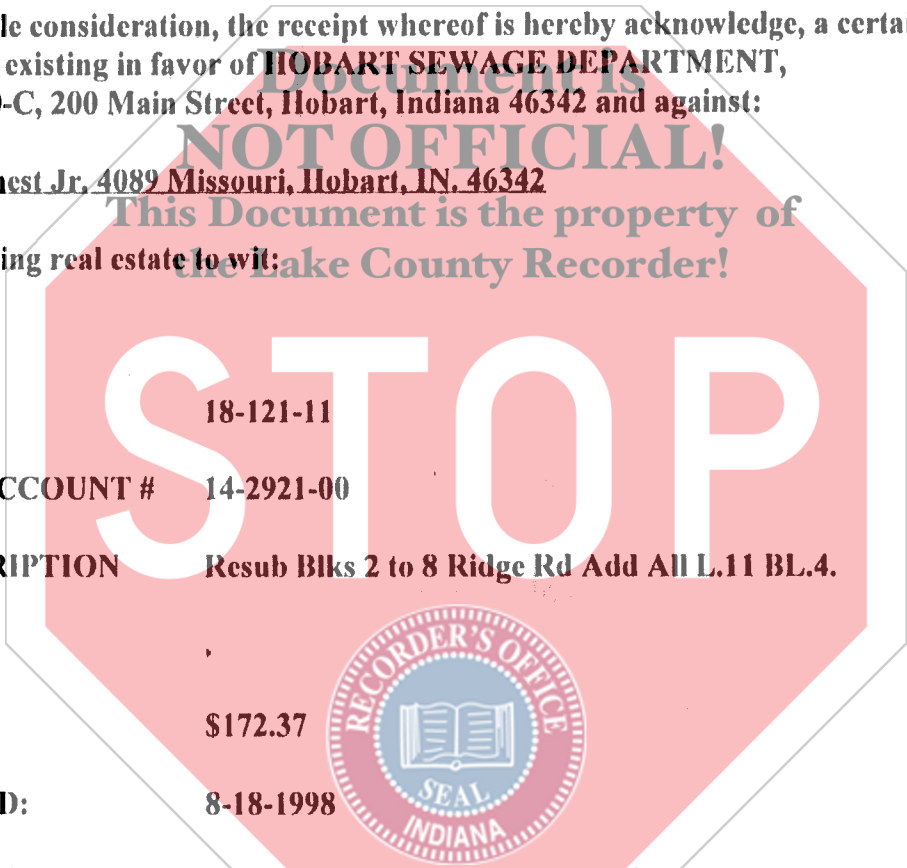 le consideration, the receipt whereof is hereby acknowledge, a certa
existing in favor of HOBART SEWAGE DEPARTMENT,
-C, 200 Main Street, Hobart, Indiana 46342 and against:
Document is
NOT OFFICIAL!
This Document is the property of
the Lake County Recorder!
est Jr, 4089 Missouri, Hobart, IN. 46342
ing real estate to wit:
STOP
18-121-11
CCOUNT # 14-2921-00
RIPTION Resub Blks 2 to 8 Ridge Rd Add All L.11 BL.4.
$172.37
D: 8-18-1998
RECORDER'S OFFICE
SEAL
INDIANA